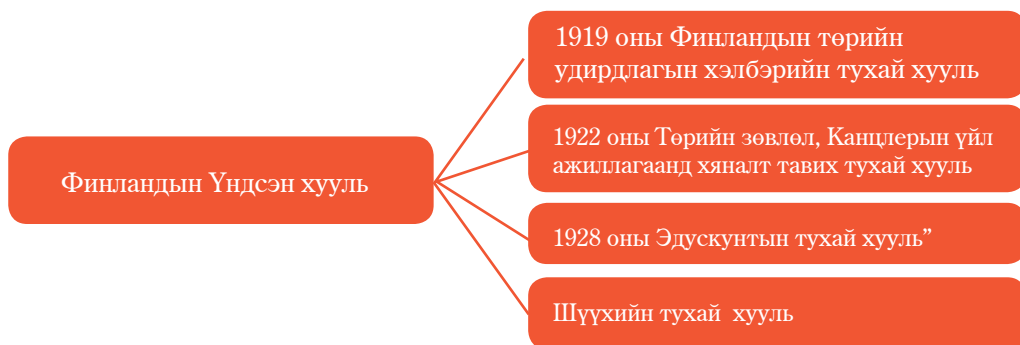 Финландын Үндсэн хууль
1919 оны Финландын төрийн
удирдлагын хэлбэрийн тухай хууль
1922 оны Төрийн зөвлөл, Канцлерын үйл
ажиллагаанд хяналт тавих тухай хууль
1928 оны Эдускунтын тухай хууль”
Шүүхийн тухай  хууль